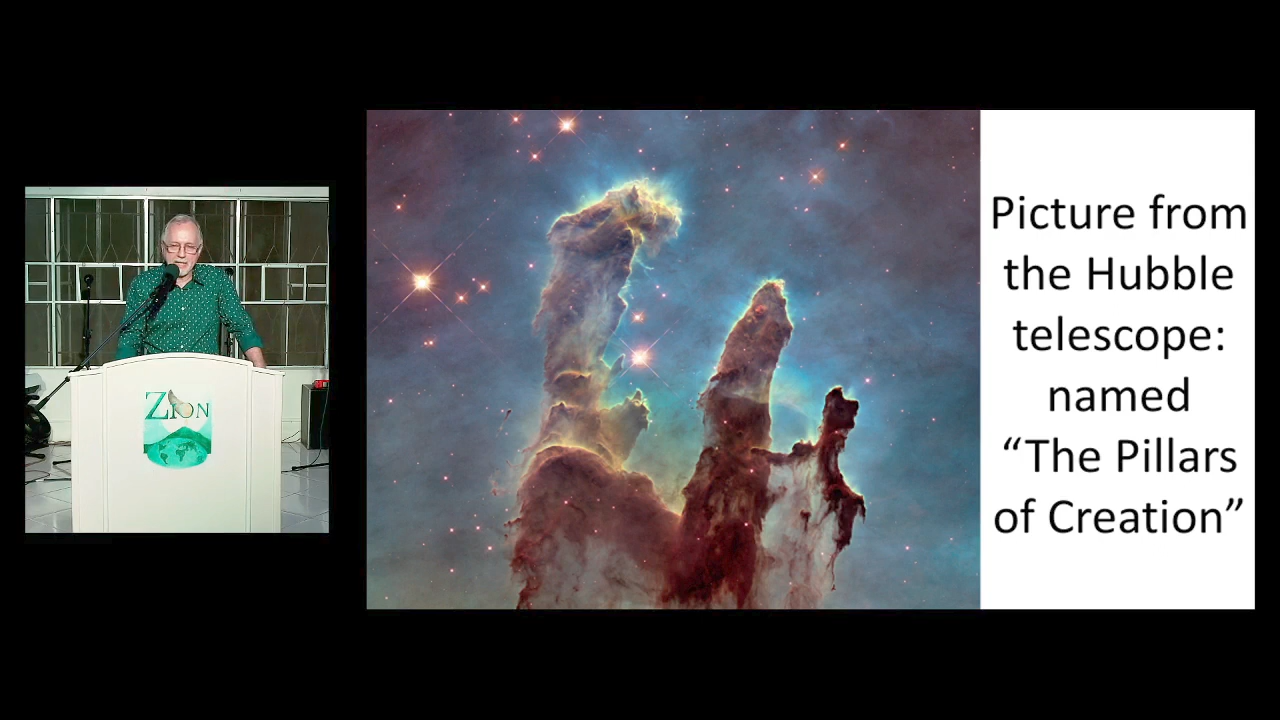 ZION
Picture from
the Hubble
telescope:
named
“The Pillars
of Creation”